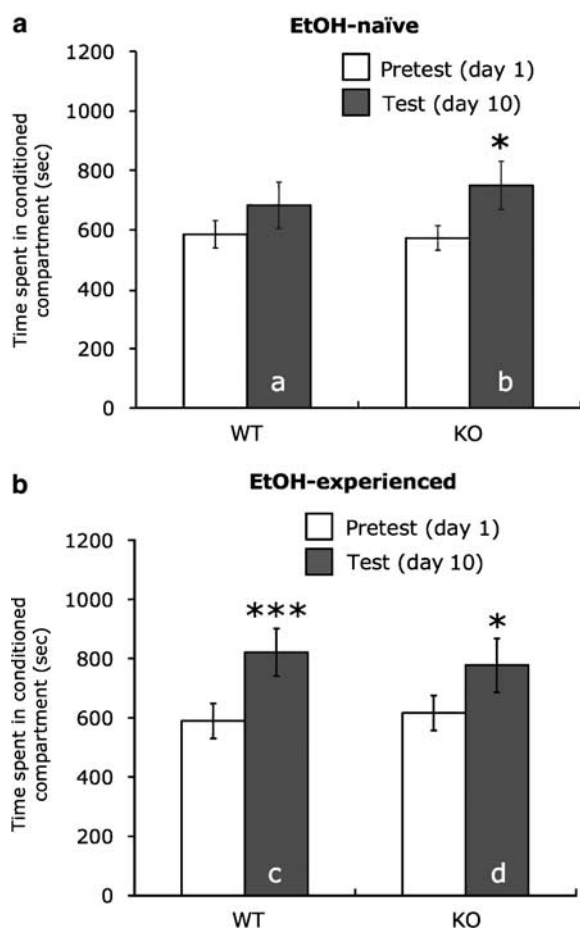 a
EtOH-naïve
Time spent in conditioned
compartment (sec)
1200
1000
800
600
400
200
0
Pretest (day 1)
Test (day 10)
*
a
b
WT
KO
b
EtOH-experienced
Time spent in conditioned
compartment (sec)
1200
1000
800
600
400
200
0
Pretest (day 1)
Test (day 10)
***
*
c
d
WT
KO